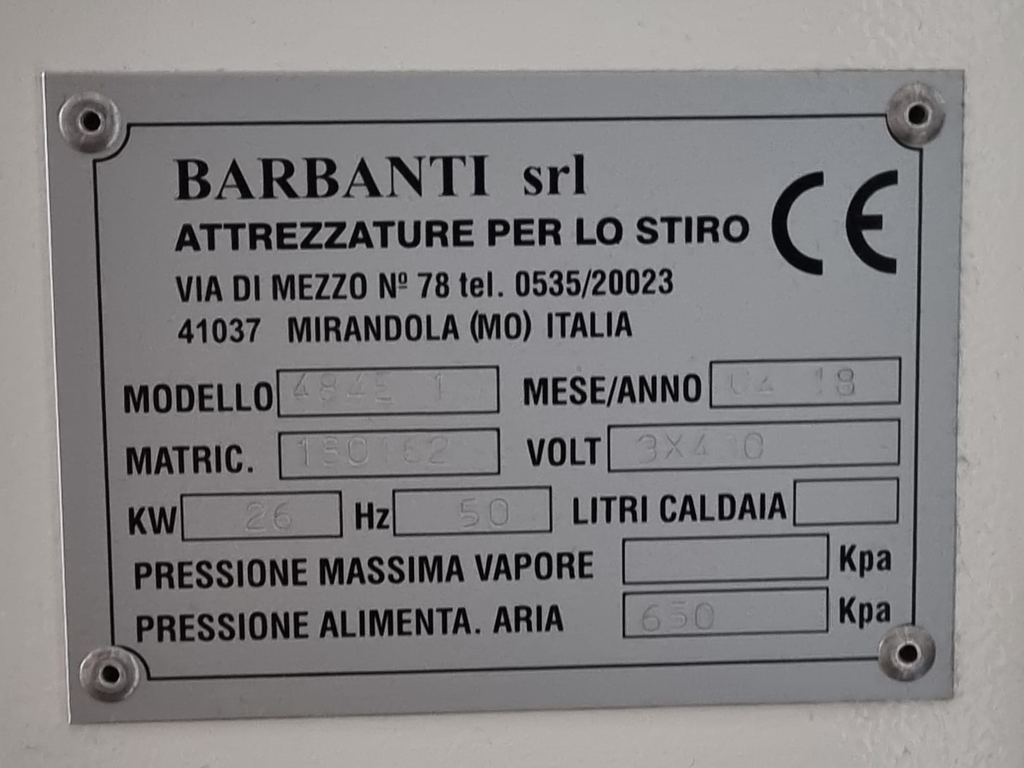 BARBANTI srl
ATTREZZATURE PER LO STIRO
CE
VIA DI MEZZO Nº 78 tel. 0535/20023
41037 MIRANDOLA (MO) ITALIA
MODELLO MESE/ANNO 18
MATRIC. VOLT
KW 26 Hz 50 LITRI CALDAIA
PRESSIONE MASSIMA VAPORE Kpa
PRESSIONE ALIMENTA. ARIA 650 Kpa